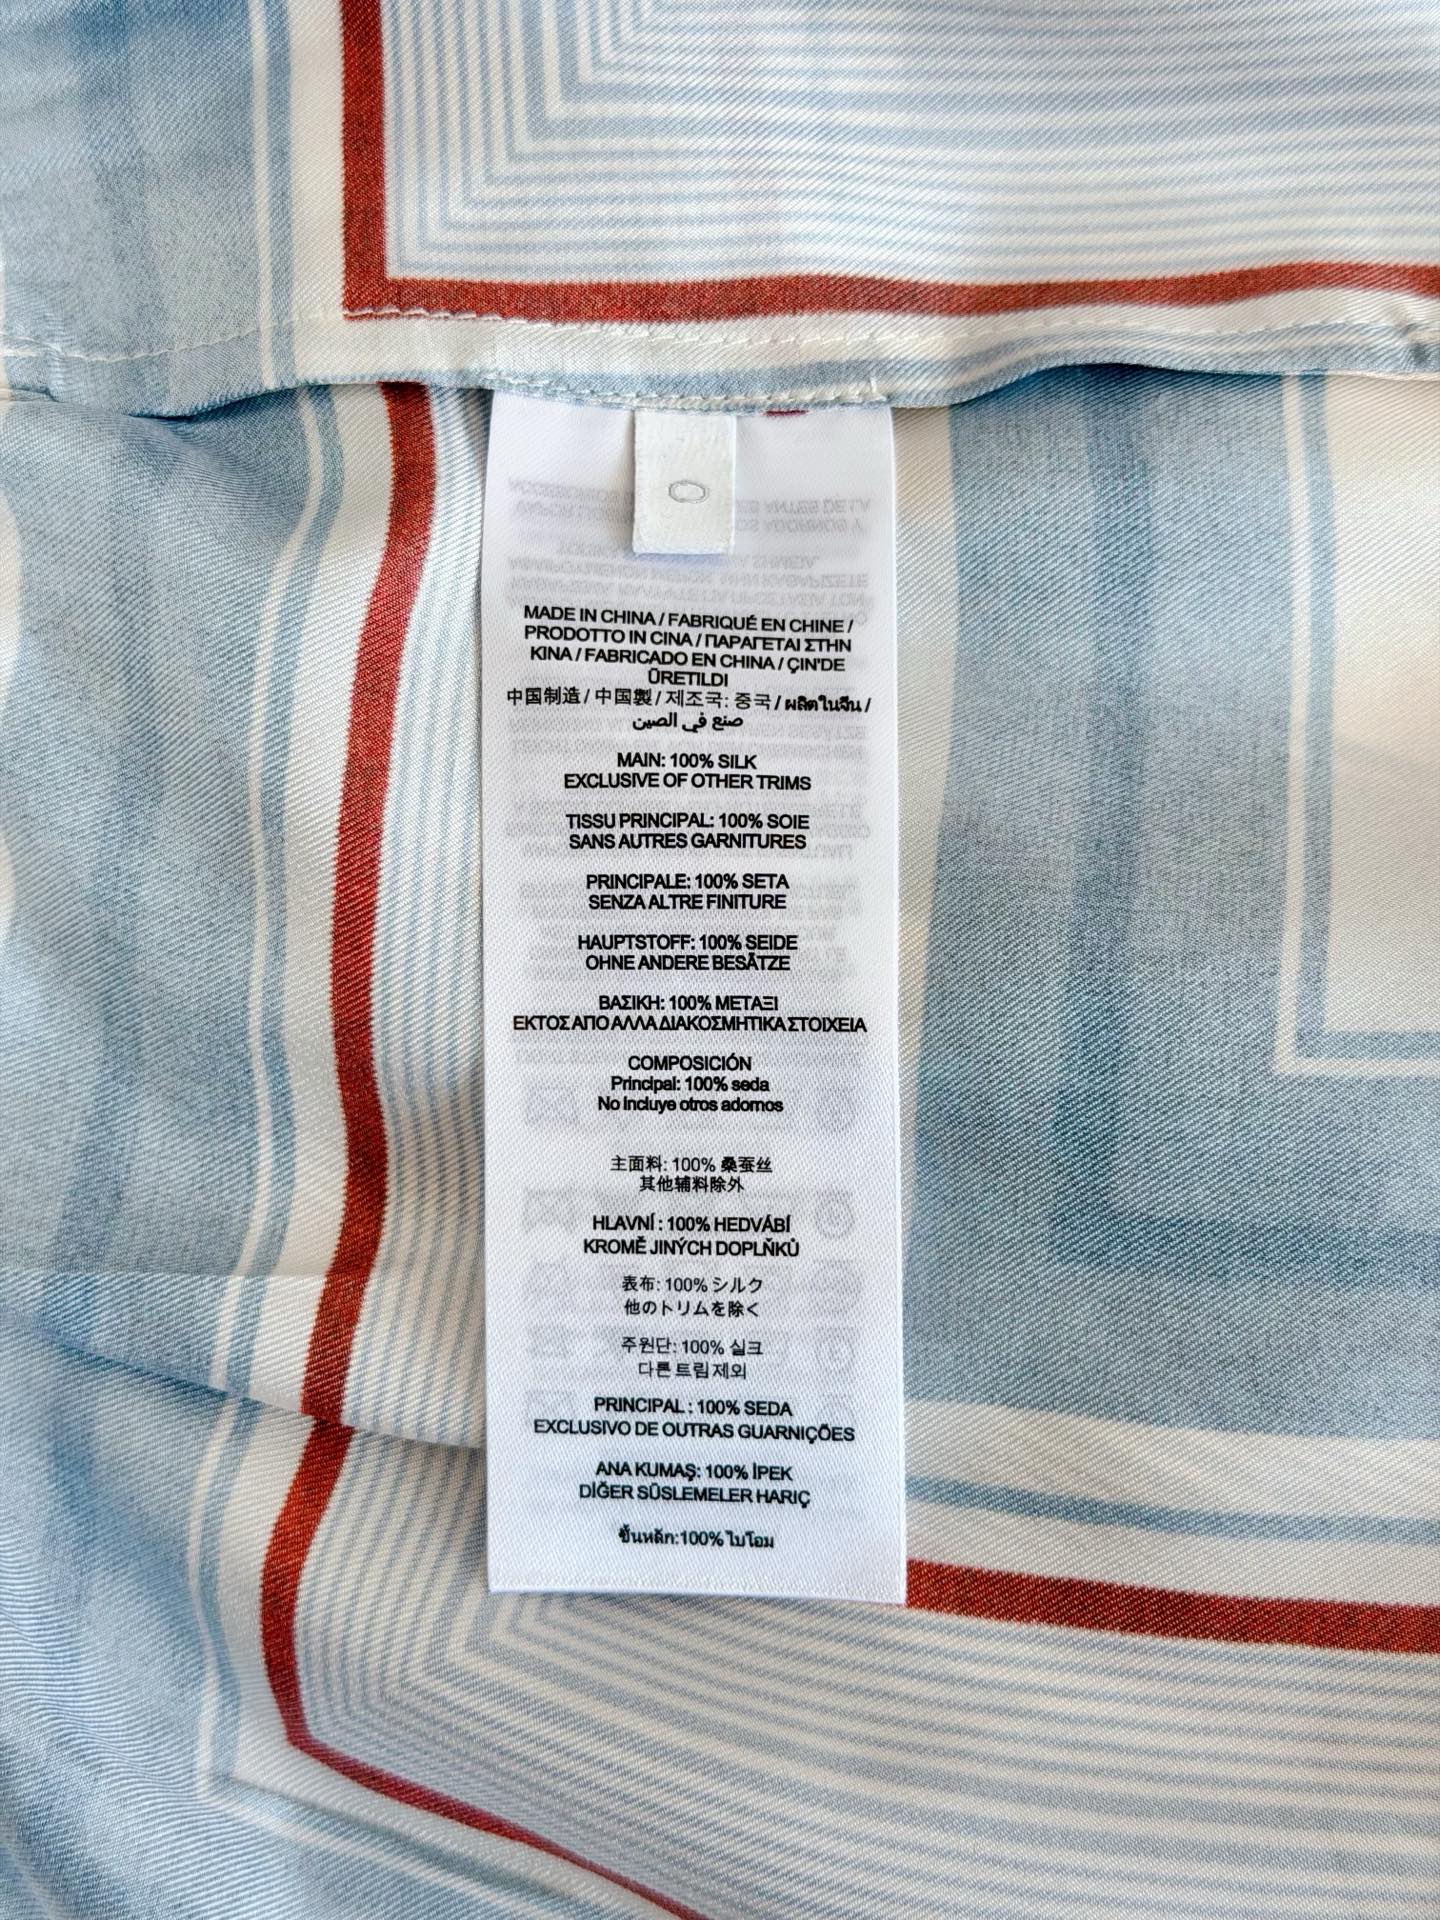 0
MADE IN CHINA / FABRIQUÉ EN CHINE /
PRODOTTO IN CINA / ΠΑΡΑΓΕΤΑΙ ΣΤΗΝ
ΚΙΝΑ / FABRICADO EN CHINA / ÇIN'DE
ÜRETILDI
中国制造 / 中国製 / 제조국: 중국 / ผลิตในจีน /
صنع في الصين
MAIN: 100% SILK
EXCLUSIVE OF OTHER TRIMS
TISSU PRINCIPAL: 100% SOIE
SANS AUTRES GARNITURES
PRINCIPALE: 100% SETA
SENZA ALTRE FINITURE
HAUPTSTOFF: 100% SEIDE
OHNE ANDERE BESÄTZE
ΒΑΣΙΚΗ: 100% ΜΕΤΑΞΙ
ΕΚΤΟΣ ΑΠΟ ΑΛΛΑ ΔΙΑΚΟΣΜΗΤΙΚΑ ΣΤΟΙΧΕΙΑ
COMPOSICIÓN
Principal: 100% seda
No incluye otros adornos
主面料: 100% 桑蚕丝
其他辅料除外
HLAVNÍ : 100% HEDVÁBÍ
KROMĚ JINÝCH DOPLŇKŮ
表布: 100% シルク
他のトリムを除く
주원단: 100% 실크
다른 트림 제외
PRINCIPAL : 100% SEDA
EXCLUSIVO DE OUTRAS GUARNIÇÕES
ANA KUMAŞ: 100% İPEK
DİĞER SÜSLEMELER HARIÇ
ชั้นหลัก:100% ไบโอม